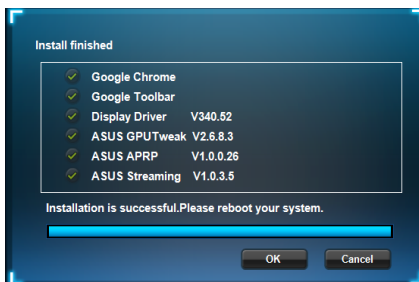 Install finished
Google Chrome
Google Toolbar
Display Driver V340.52
ASUS GPUTweak V2.6.8.3
ASUS APRP V1.0.0.26
ASUS Streaming V1.0.3.5
Installation is successful.Please reboot your system.
OK Cancel